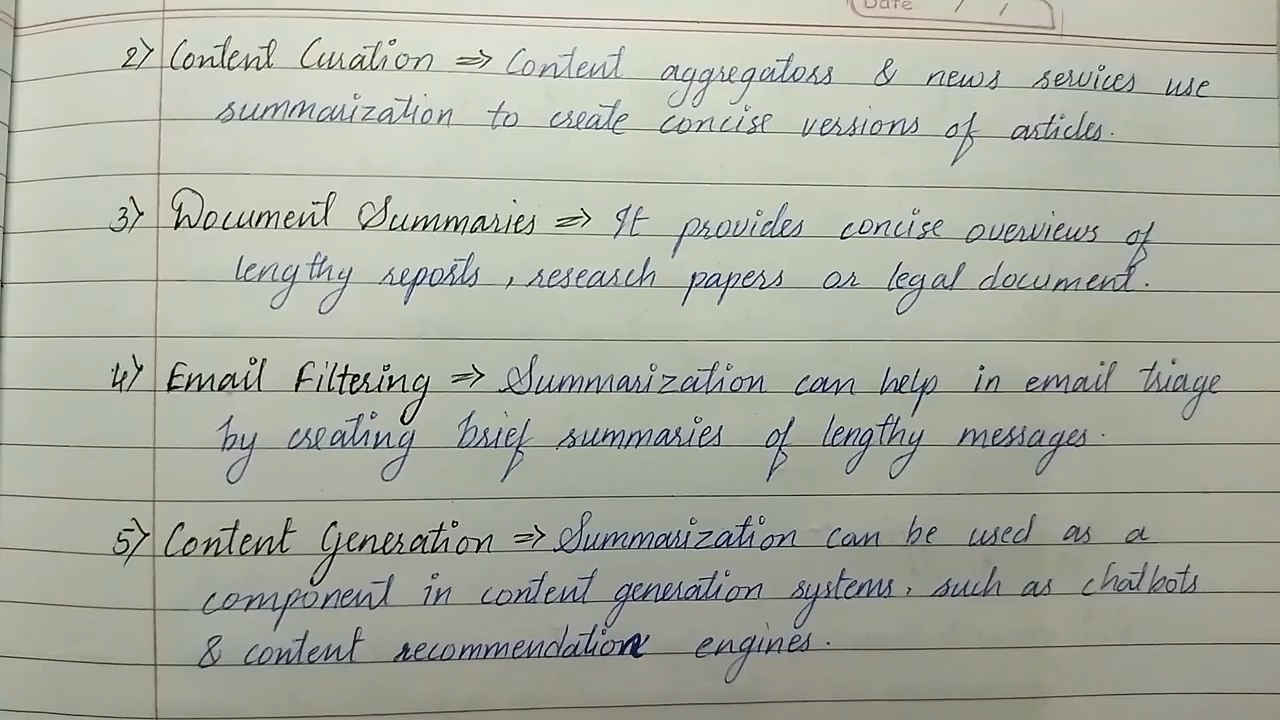 Date / /
2) Content Curation ⇒ Content aggregators & news services use
summarization to create concise versions of articles.
3) Document Summaries ⇒ It provides concise overviews of
lengthy reports, research papers or legal document.
4) Email Filtering ⇒ Summarization can help in email triage
by creating brief summaries of lengthy messages.
5) Content Generation ⇒ Summarization can be used as a
component in content generation systems, such as chatbots
& content recommendation engines.